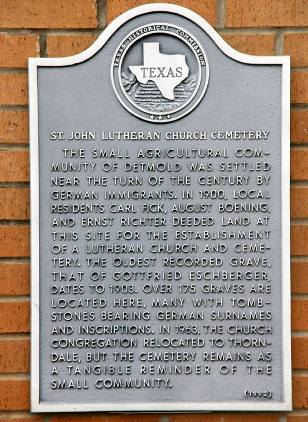 TEXAS HISTORICAL COMMISSION
TEXAS
ST. JOHN LUTHERAN CHURCH CEMETERY
THE SMALL AGRICULTURAL COM-
MUNITY OF DETMOLD WAS SETTLED
NEAR THE TURN OF THE CENTURY BY
GERMAN IMMIGRANTS. IN 1900, LOCAL
RESIDENTS CARL FICK, AUGUST BOENING
AND ERNST RICHTER DEEDED LAND AT
THIS SITE FOR THE ESTABLISHMENT
OF A LUTHERAN CHURCH AND CEME-
TERY. THE OLDEST RECORDED GRAVE,
THAT OF GOTTFRIED ESCHBERGER,
DATES TO 1903. OVER 175 GRAVES ARE
LOCATED HERE, MANY WITH TOMB-
STONES BEARING GERMAN SURNAMES
AND INSCRIPTIONS. IN 1963, THE CHURCH
CONGREGATION RELOCATED TO THORN-
DALE, BUT THE CEMETERY REMAINS AS
A TANGIBLE REMINDER OF THE
SMALL COMMUNITY.
(1992)